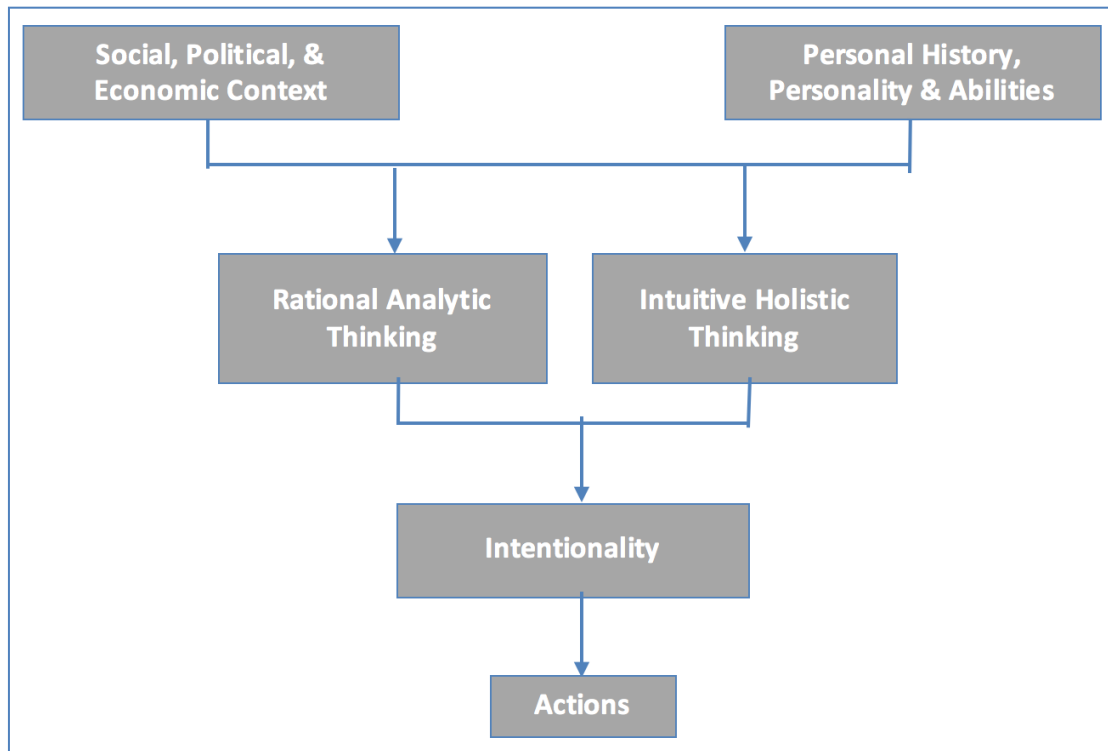 Social, Political, &
Economic Context
Personal History,
Personality & Abilities
Rational Analytic
Thinking
Intuitive Holistic
Thinking
Intentionality
Actions